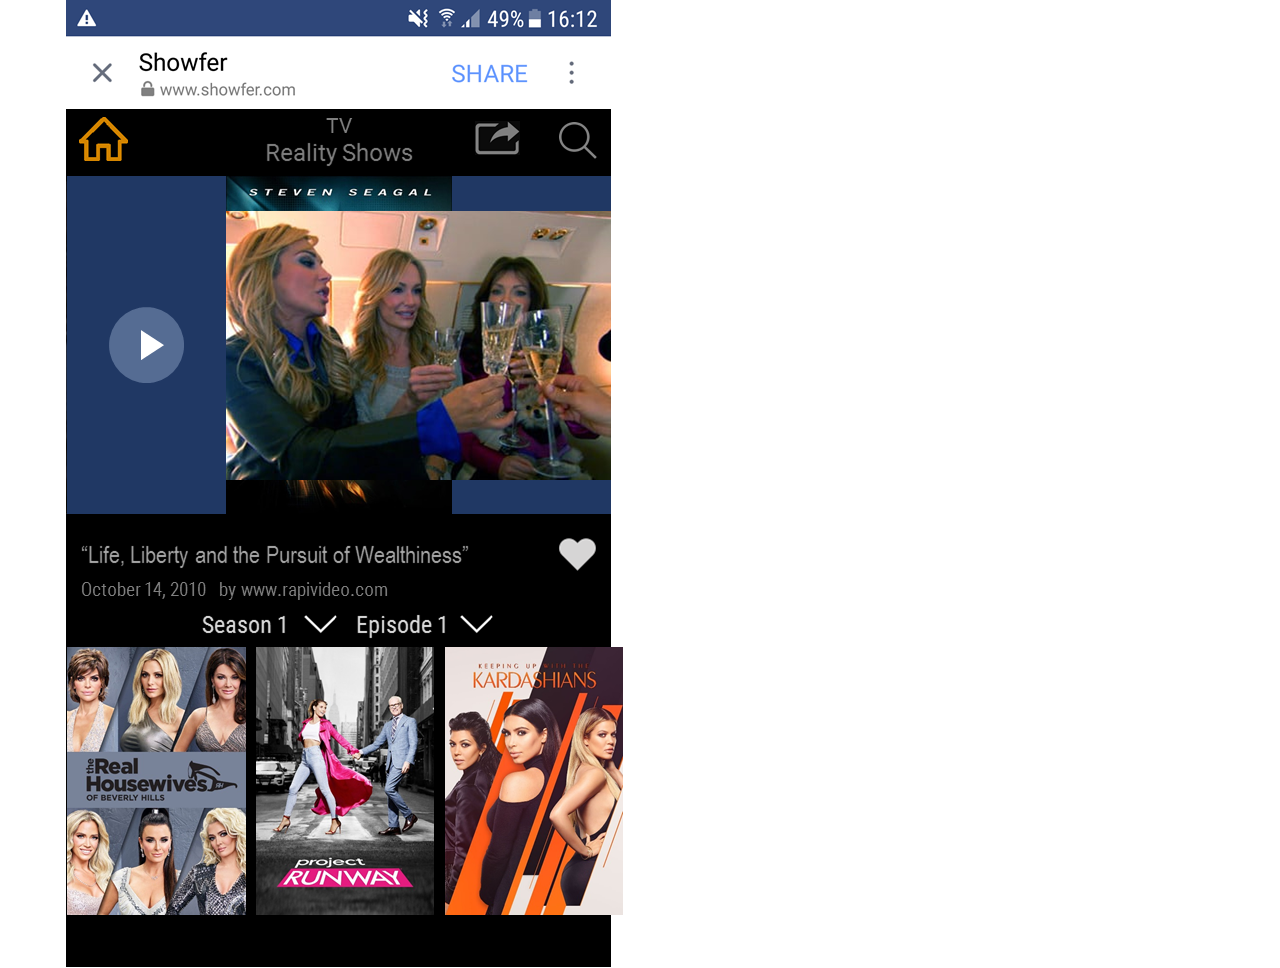 49% 16:12
Showfer
www.showfer.com
SHARE
TV
Reality Shows
STEVEN SEAGAL
“Life, Liberty and the Pursuit of Wealthiness”
October 14, 2010 by www.rapivideo.com
Season 1 Episode 1
the Real
Housewives
OF BEVERLY HILLS
project
RUNWAY
KEEPING UP WITH THE
KARDASHIANS